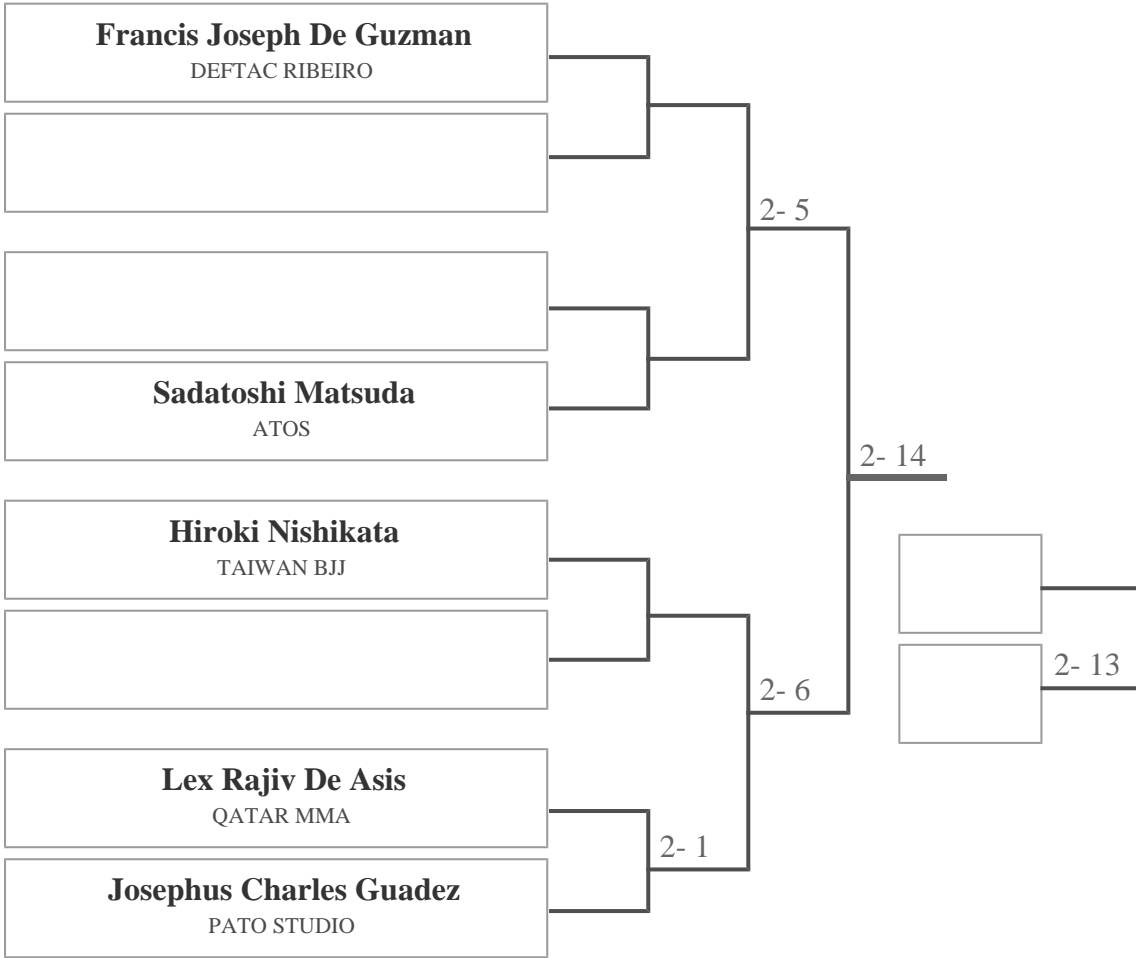 Francis Joseph De Guzman
DEFTAC RIBEIRO
2- 5
Sadatoshi Matsuda
ATOS
2- 14
Hiroki Nishikata
TAIWAN BJJ
2- 13
2- 6
Lex Rajiv De Asis
QATAR MMA
2- 1
Josephus Charles Guadez
PATO STUDIO